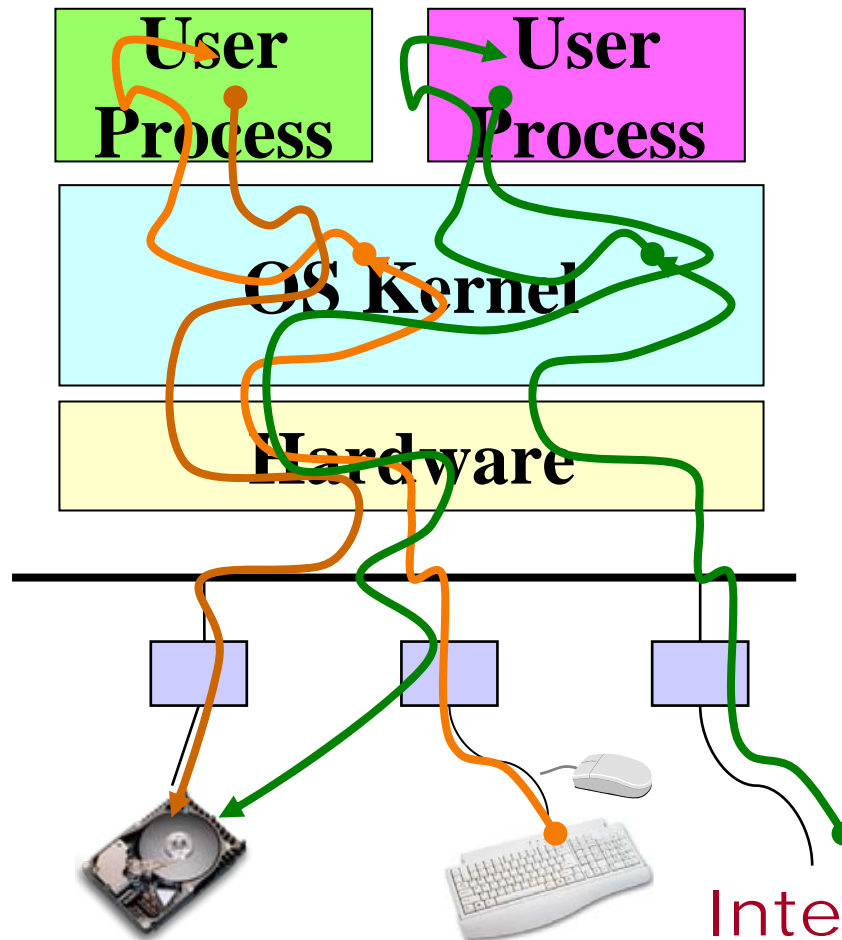 User
Process
User
Process
OS Kernel
Hardware
Inte